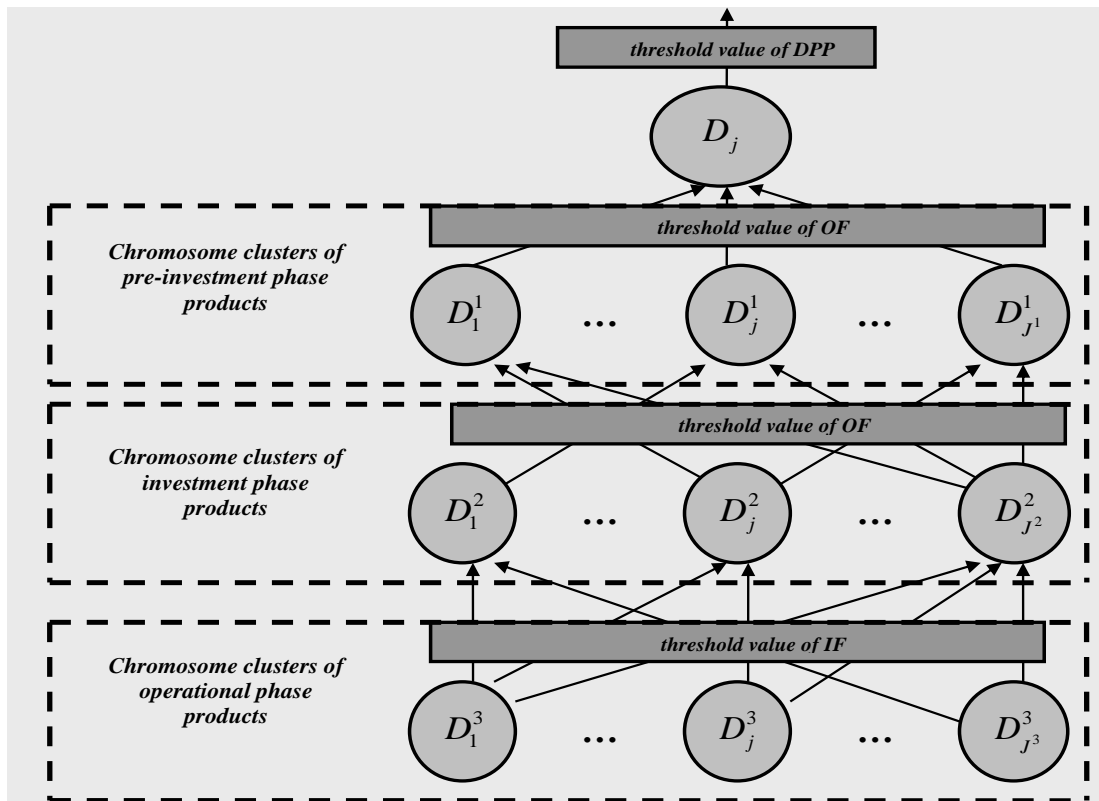 threshold value of DPP
D_j
threshold value of OF
Chromosome clusters of
pre-investment phase
products
D_1^1 ... D_j^1 ... D_{J^1}^1
threshold value of OF
Chromosome clusters of
investment phase
products
D_1^2 ... D_j^2 ... D_{J^2}^2
threshold value of IF
Chromosome clusters of
operational phase
products
D_1^3 ... D_j^3 ... D_{J^3}^3